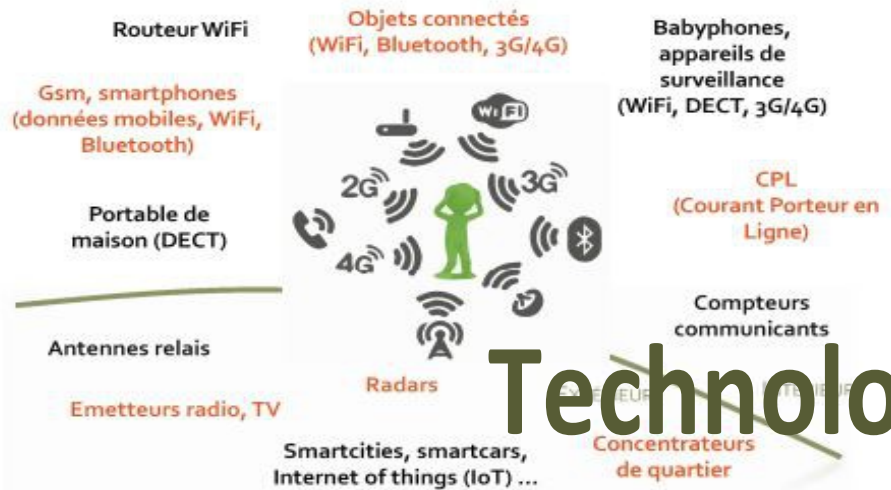 Routeur WiFi
Objets connectés
(WiFi, Bluetooth, 3G/4G)
Babyphones,
appareils de
surveillance
(WiFi, DECT, 3G/4G)
Gsm, smartphones
(données mobiles, WiFi,
Bluetooth)
WiFi
2G
3G
CPL
(Courant Porteur en
Ligne)
Portable de
maison (DECT)
4G
Compteurs
communicants
Antennes relais
Radars
Technolo
EXTÉRIEUR
INTÉRIEUR
Emetteurs radio, TV
Smartcities, smartcars,
Internet of things (IoT) ...
Concentrateurs
de quartier